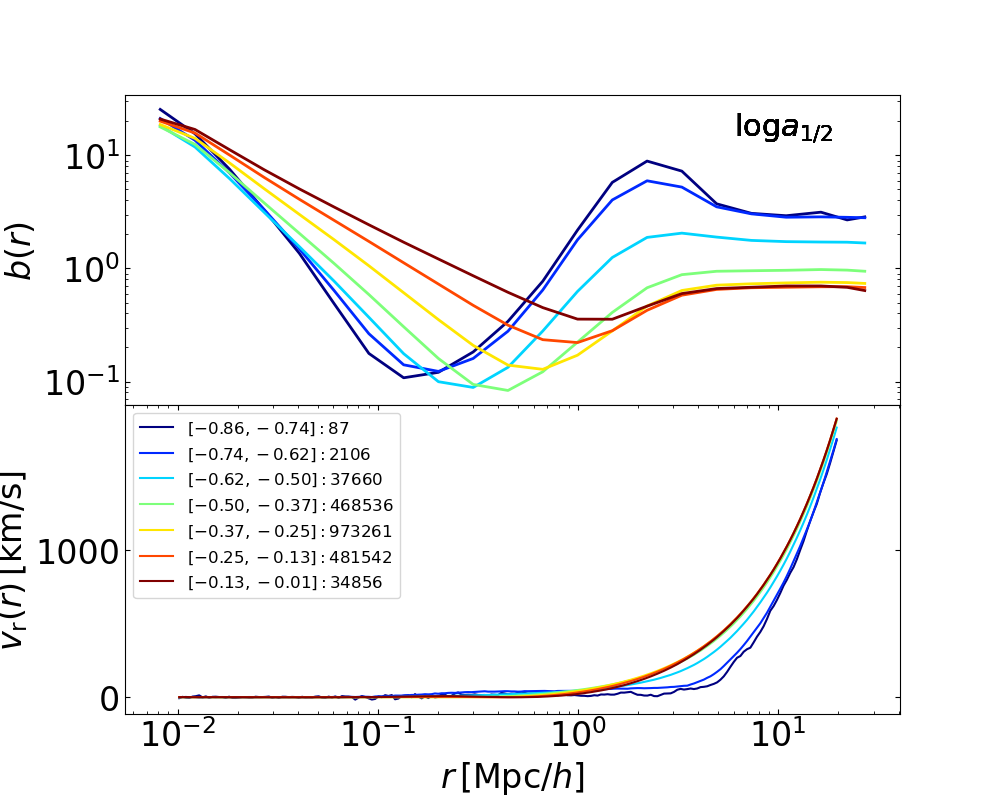 loga_{1/2}
10^1
10^0
10^{-1}
b(r)
[−0.86, −0.74] : 87
[−0.74, −0.62] : 2106
[−0.62, −0.50] : 37660
[−0.50, −0.37] : 468536
[−0.37, −0.25] : 973261
[−0.25, −0.13] : 481542
[−0.13, −0.01] : 34856
1000
0
v_r(r) [km/s]
10^{-2} 10^{-1} 10^0 10^1
r [Mpc/h]